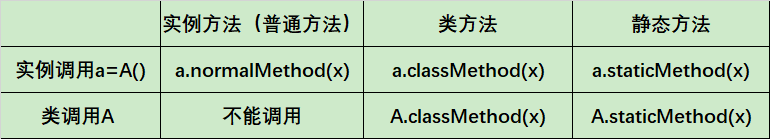 实例方法（普通方法） 类方法 静态方法
实例调用a=A() a.normalMethod(x) a.classMethod(x) a.staticMethod(x)
类调用A 不能调用 A.classMethod(x) A.staticMethod(x)